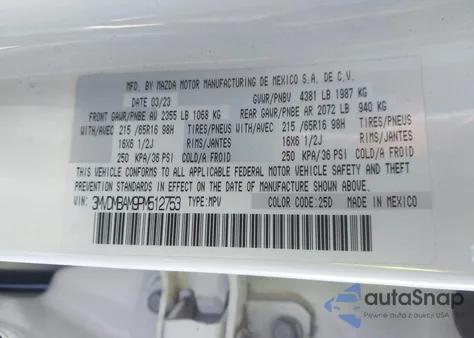 MFD. BY MAZDA MOTOR MANUFACTURING DE MEXICO S.A. DE C.V.
DATE 03/23 GVWR/PNBV 4381 LB 1987 KG
FRONT GAWR/PNBE AV 2355 LB 1068 KG REAR GAWR/PNBE AR 2072 LB 940 KG
WITH/AVEC 215 /65R16 98H TIRES/PNEUS WITH/AVEC 215 /65R16 98H TIRES/PNEUS
16X6 1/2J RIMS/JANTES 16X6 1/2J RIMS/JANTES
250 KPA/36 PSI COLD/A FROID 250 KPA/36 PSI COLD/A FROID
THIS VEHICLE CONFORMS TO ALL APPLICABLE FEDERAL MOTOR VEHICLE SAFETY AND THEFT
PREVENTION STANDARDS IN EFFECT ON THE DATE OF MANUFACTURE SHOWN ABOVE.
VIN: 3MVDMBAM9PM512753 TYPE: MPV COLOR CODE: 25D MADE IN MEXICO
autoSnap
Pewne auta z aukcji USA